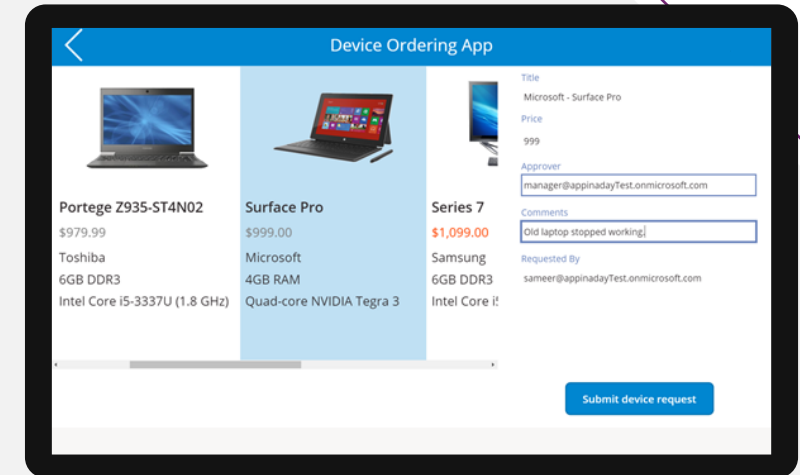 Device Ordering App
Portege Z935-ST4N02
$979.99
Toshiba
6GB DDR3
Intel Core i5-3337U (1.8 GHz)
Surface Pro
$999.00
Microsoft
4GB RAM
Quad-core NVIDIA Tegra 3
Series 7
$1,099.00
Samsung
6GB DDR3
Intel Core i5
Title
Microsoft - Surface Pro
Price
999
Approver
manager@appinadayTest.onmicrosoft.com
Comments
Old laptop stopped working.
Requested By
sameer@appinadayTest.onmicrosoft.com
Submit device request